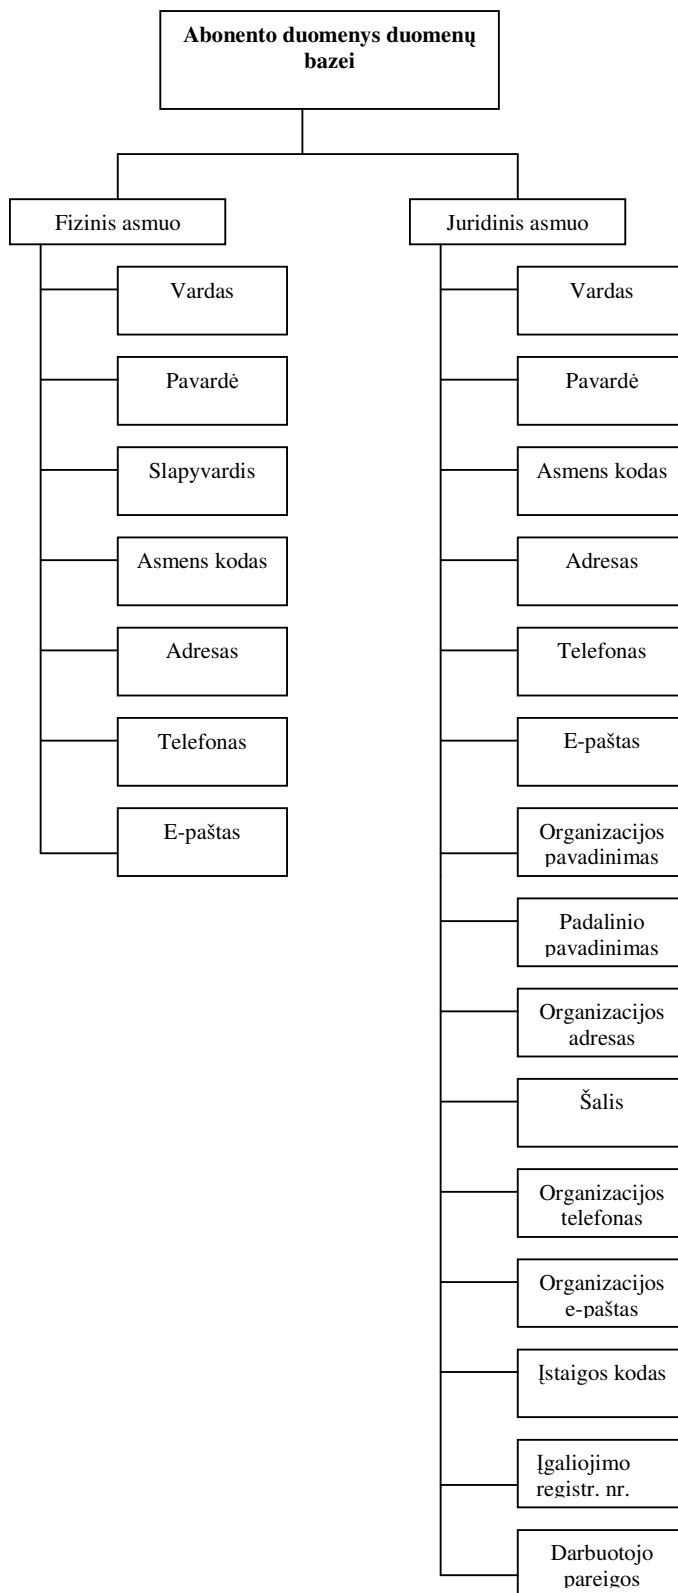 Abonento duomenys duomenų
bazei
Fizinis asmuo
Vardas
Pavardė
Slapyvardis
Asmens kodas
Adresas
Telefonas
E-paštas
Juridinis asmuo
Vardas
Pavardė
Asmens kodas
Adresas
Telefonas
E-paštas
Organizacijos
pavadinimas
Padalinio
pavadinimas
Organizacijos
adresas
Šalis
Organizacijos
telefonas
Organizacijos
e-paštas
Įstaigos kodas
Įgaliojimo
registr. nr.
Darbuotojo
pareigos